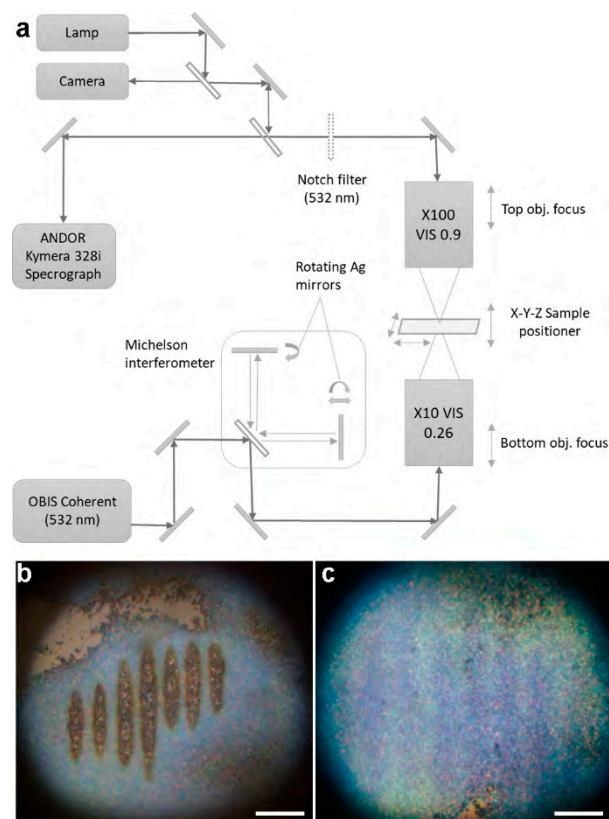 a
Lamp
Camera
Notch filter
(532 nm)
ANDOR
Kymera 328i
Specrograph
X100
VIS 0.9
Top obj. focus
Rotating Ag
mirrors
X-Y-Z Sample
positioner
Michelson
interferometer
X10 VIS
0.26
Bottom obj. focus
OBIS Coherent
(532 nm)
b
c